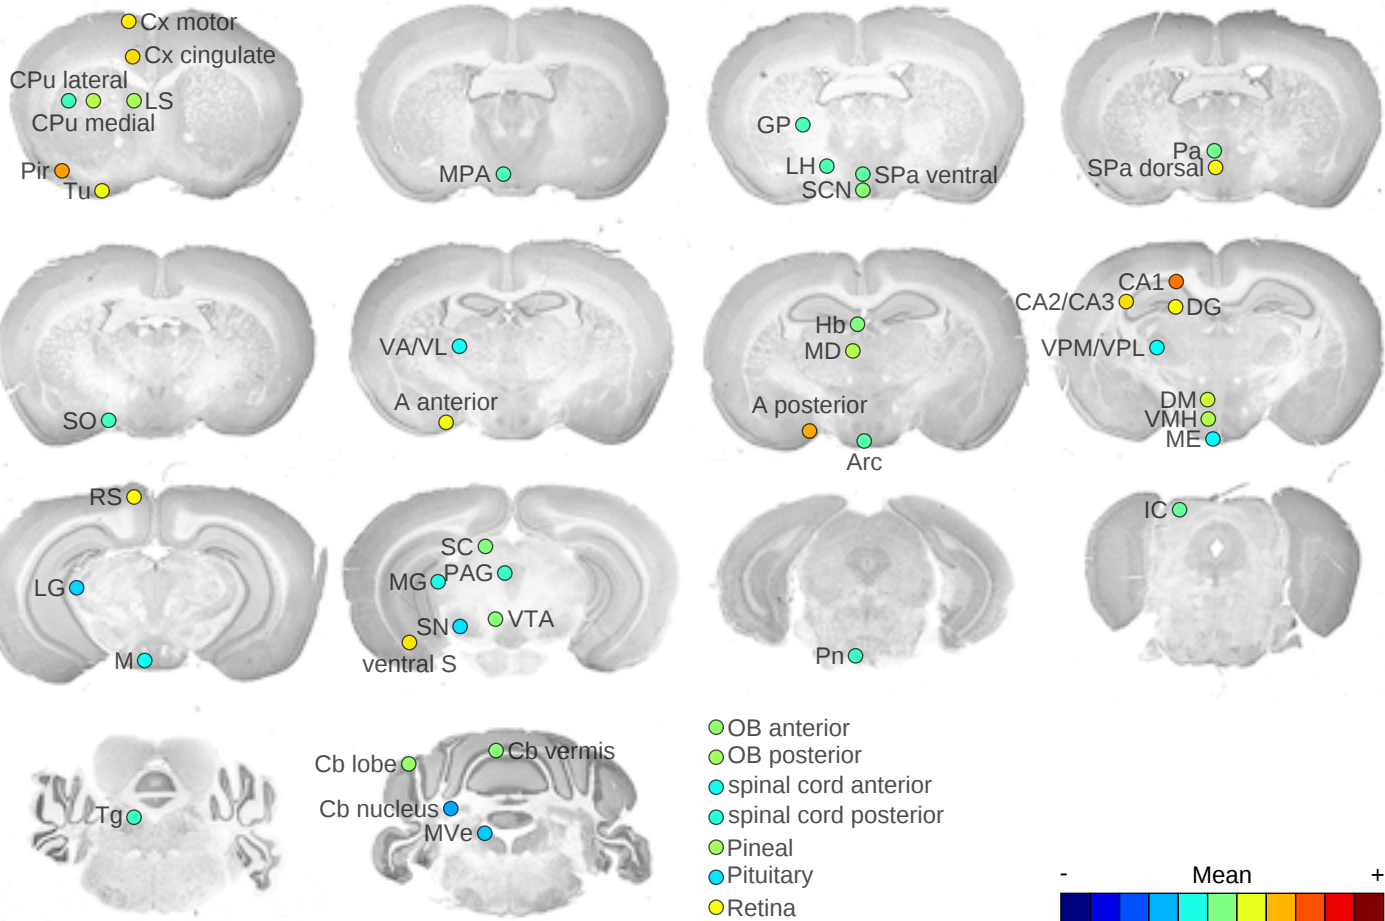 Cx motor
Cx cingulate
CPu lateral
LS
CPu medial
Pir
Tu
MPA
GP
LH
SPa ventral
SCN
Pa
SPa dorsal
SO
VA/VL
A anterior
Hb
MD
A posterior
Arc
CA1
CA2/CA3
DG
VPM/VPL
DM
VMH
ME
RS
LG
M
SC
MG
PAG
SN
VTA
ventral S
Pn
IC
Tg
Cb lobe
Cb vermis
Cb nucleus
MVe
OB anterior
OB posterior
spinal cord anterior
spinal cord posterior
Pineal
Pituitary
Retina
- Mean +